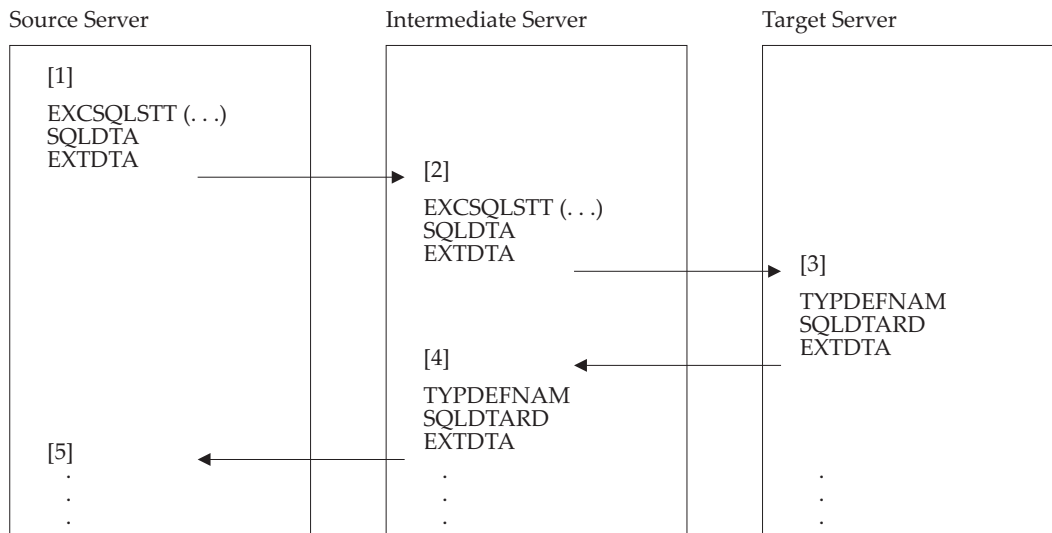 Source Server
Intermediate Server
Target Server
[1]
EXCSQLSTT (. . .)
SQLDTA
EXTDTA
[2]
EXCSQLSTT (. . .)
SQLDTA
EXTDTA
[3]
TYPDEFNAM
SQLDTARD
EXTDTA
[4]
TYPDEFNAM
SQLDTARD
EXTDTA
[5]